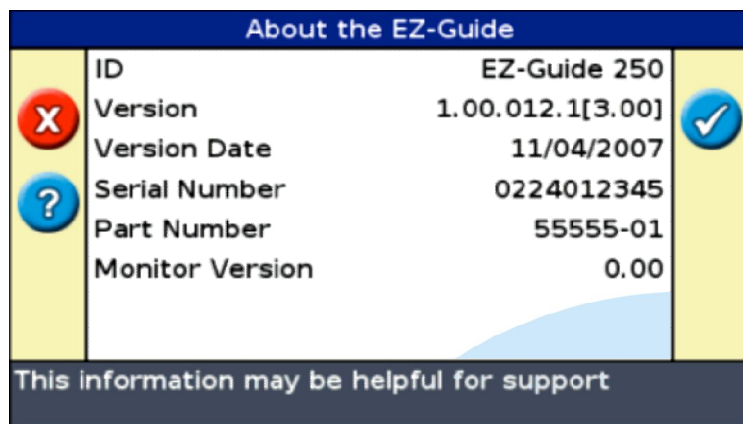 About the EZ-Guide
ID EZ-Guide 250
Version 1.00.012.1[3.00]
Version Date 11/04/2007
Serial Number 0224012345
Part Number 55555-01
Monitor Version 0.00
X
?
This information may be helpful for support